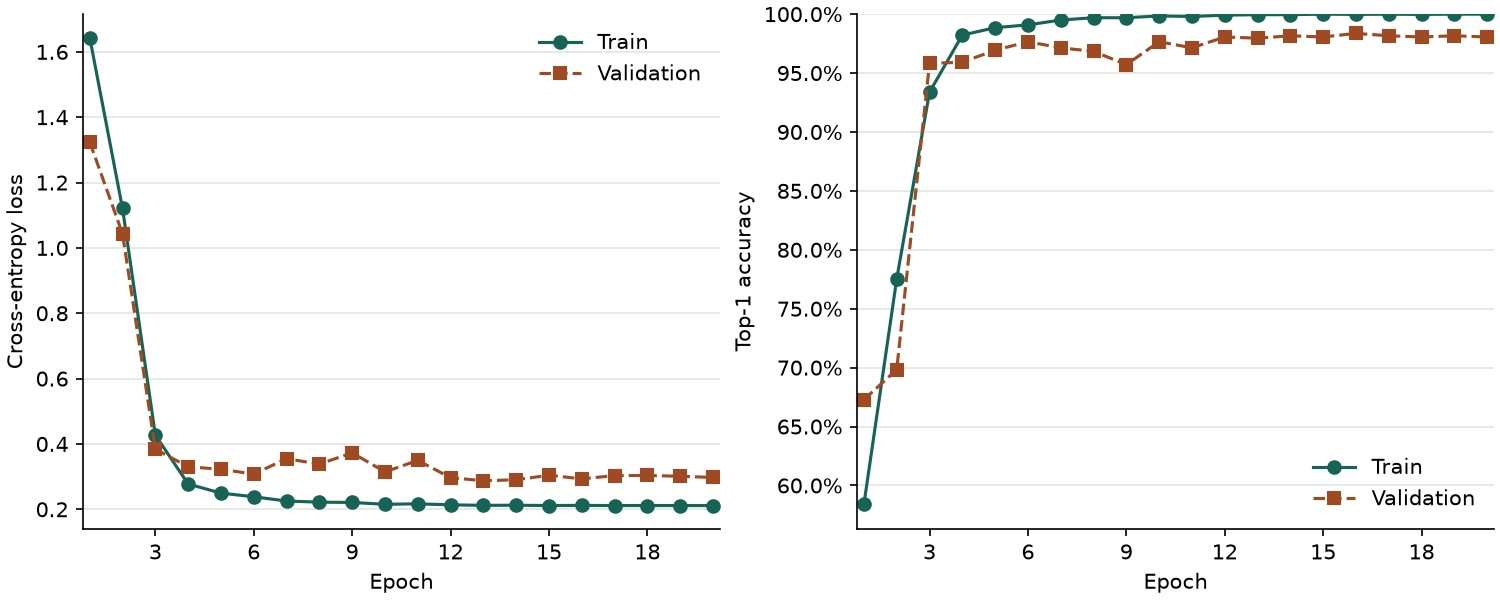 Cross-entropy loss
1.6
1.4
1.2
1.0
0.8
0.6
0.4
0.2
3 6 9 12 15 18
Epoch
Train
Validation
Top-1 accuracy
100.0%
95.0%
90.0%
85.0%
80.0%
75.0%
70.0%
65.0%
60.0%
3 6 9 12 15 18
Epoch
Train
Validation